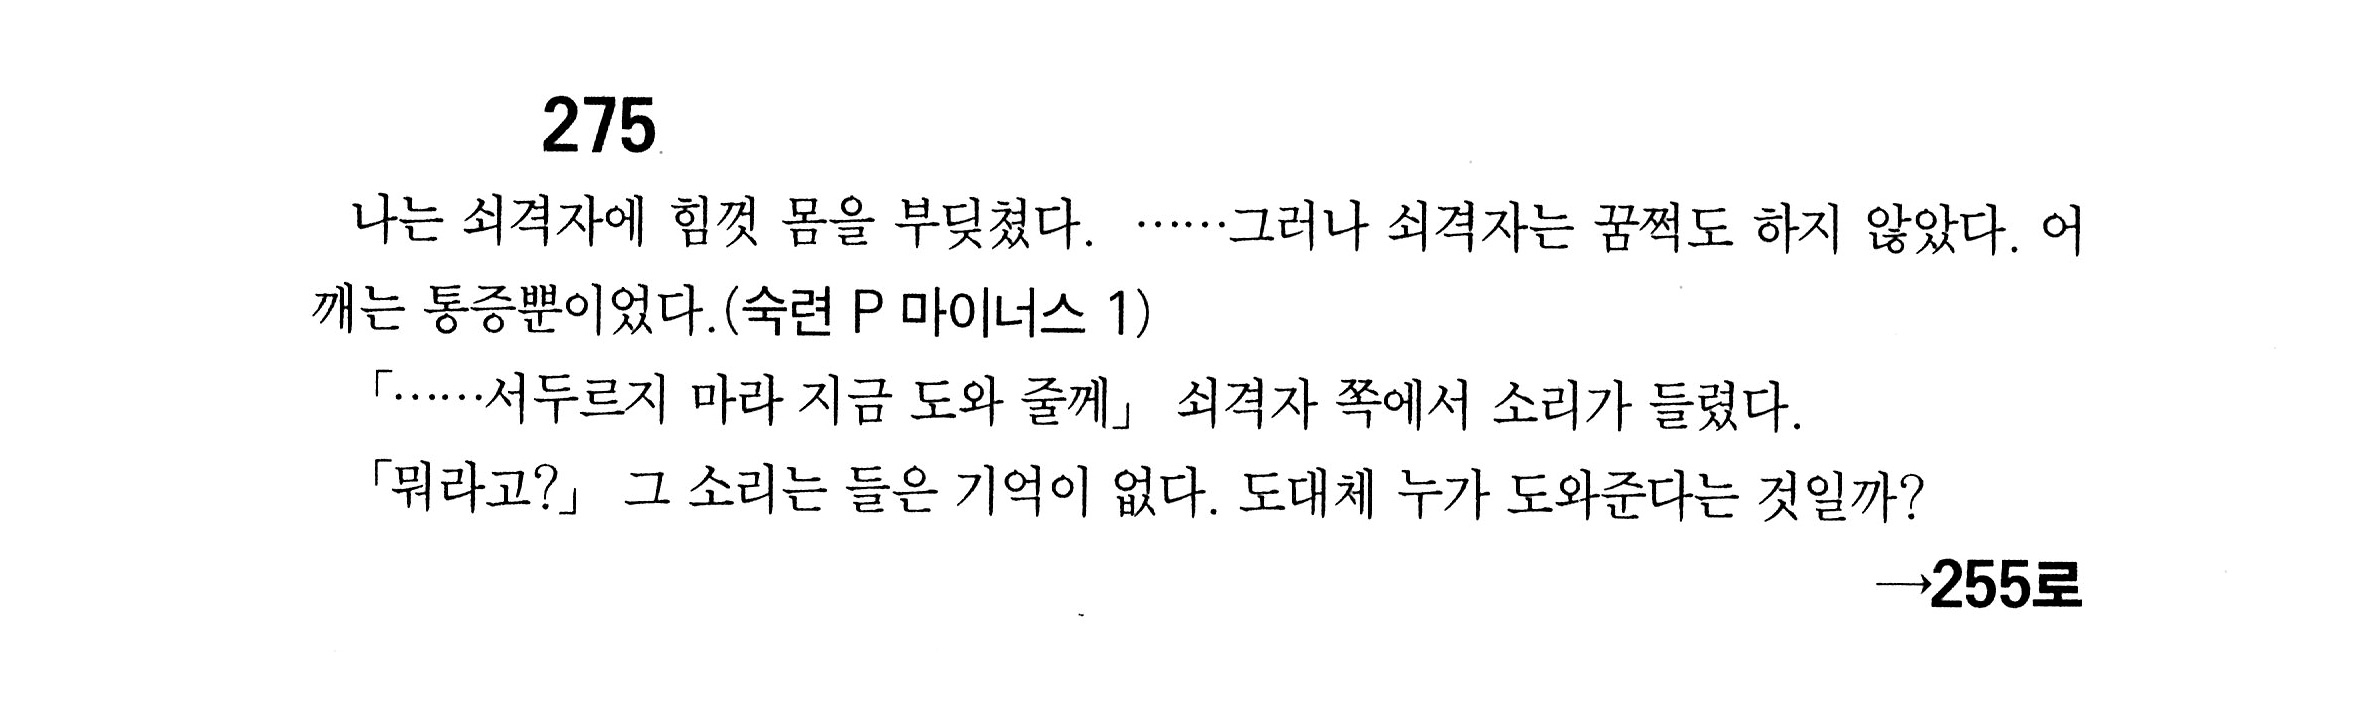 275
나는 쇠격자에 힘껏 몸을 부딪쳤다. ……그러나 쇠격자는 꿈쩍도 하지 않았다. 어
깨는 통증뿐이었다.(숙련 P 마이너스 1)
「……서두르지 마라 지금 도와 줄께」 쇠격자 쪽에서 소리가 들렸다.
「뭐라고?」 그 소리는 들은 기억이 없다. 도대체 누가 도와준다는 것일까?
→255로